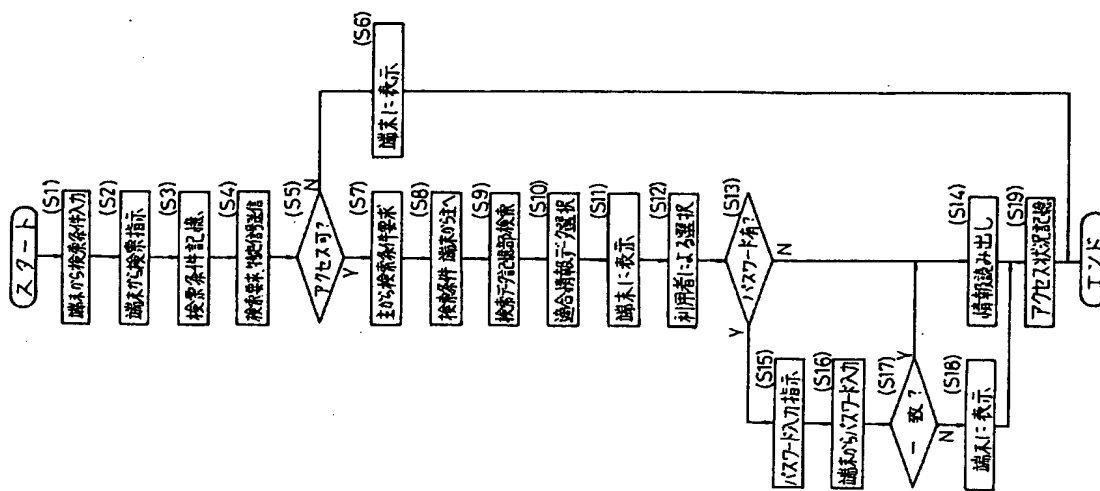 スタート
(S1)
端末から検索条件入力
(S2)
端末から検索指示
(S3)
検索条件記憶、
(S4)
検索要求、検定信号送信
(S5)
アクセス可?
N
Y
(S6)
端末に表示
(S7)
主から検索条件要求
(S8)
検索条件 端末から主へ
(S9)
検索データ記憶部検索
(S10)
適合情報データ選択
(S11)
端末に表示
(S12)
利用者による選択
(S13)
パスワード有?
Y
N
(S15)
パスワード入力指示
(S16)
端末からパスワード入力
(S17)
一致?
Y
N
(S18)
端末に表示
(S14)
情報読み出し
(S19)
アクセス状況記憶
エンド